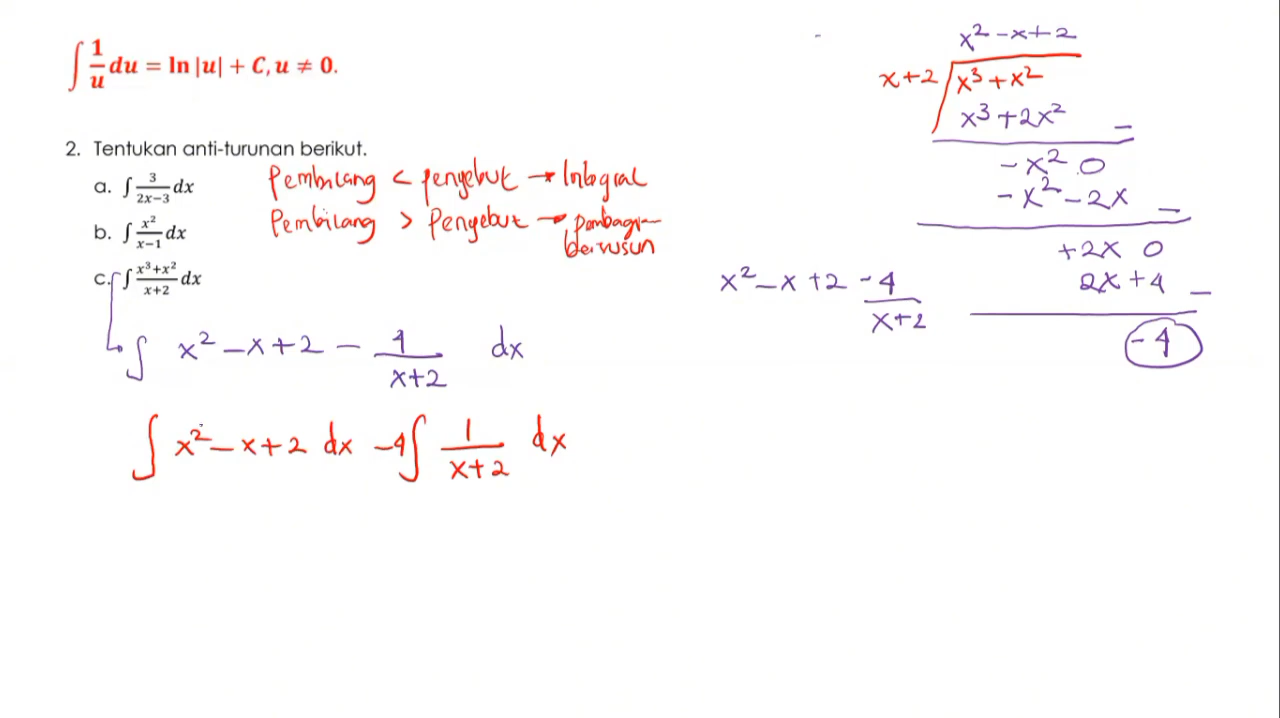 ∫ 1/u du = ln |u| + C, u ≠ 0.
2. Tentukan anti-turunan berikut.
a. ∫ 3/(2x−3) dx
Pembilang < penyebut → Integral
b. ∫ x²/(x−1) dx
Pembilang > Penyebut → pembagian
bersusun
c. ∫ (x³+x²)/(x+2) dx
∫ x² − x + 2 − 4/(x+2) dx
∫ x² − x + 2 dx − 4∫ 1/(x+2) dx
x² − x + 2
x+2 √ x³ + x²
x³ + 2x² −
− x² 0
− x² − 2x −
+2x 0
2x + 4 −
− 4
x² − x + 2 − 4/(x+2)